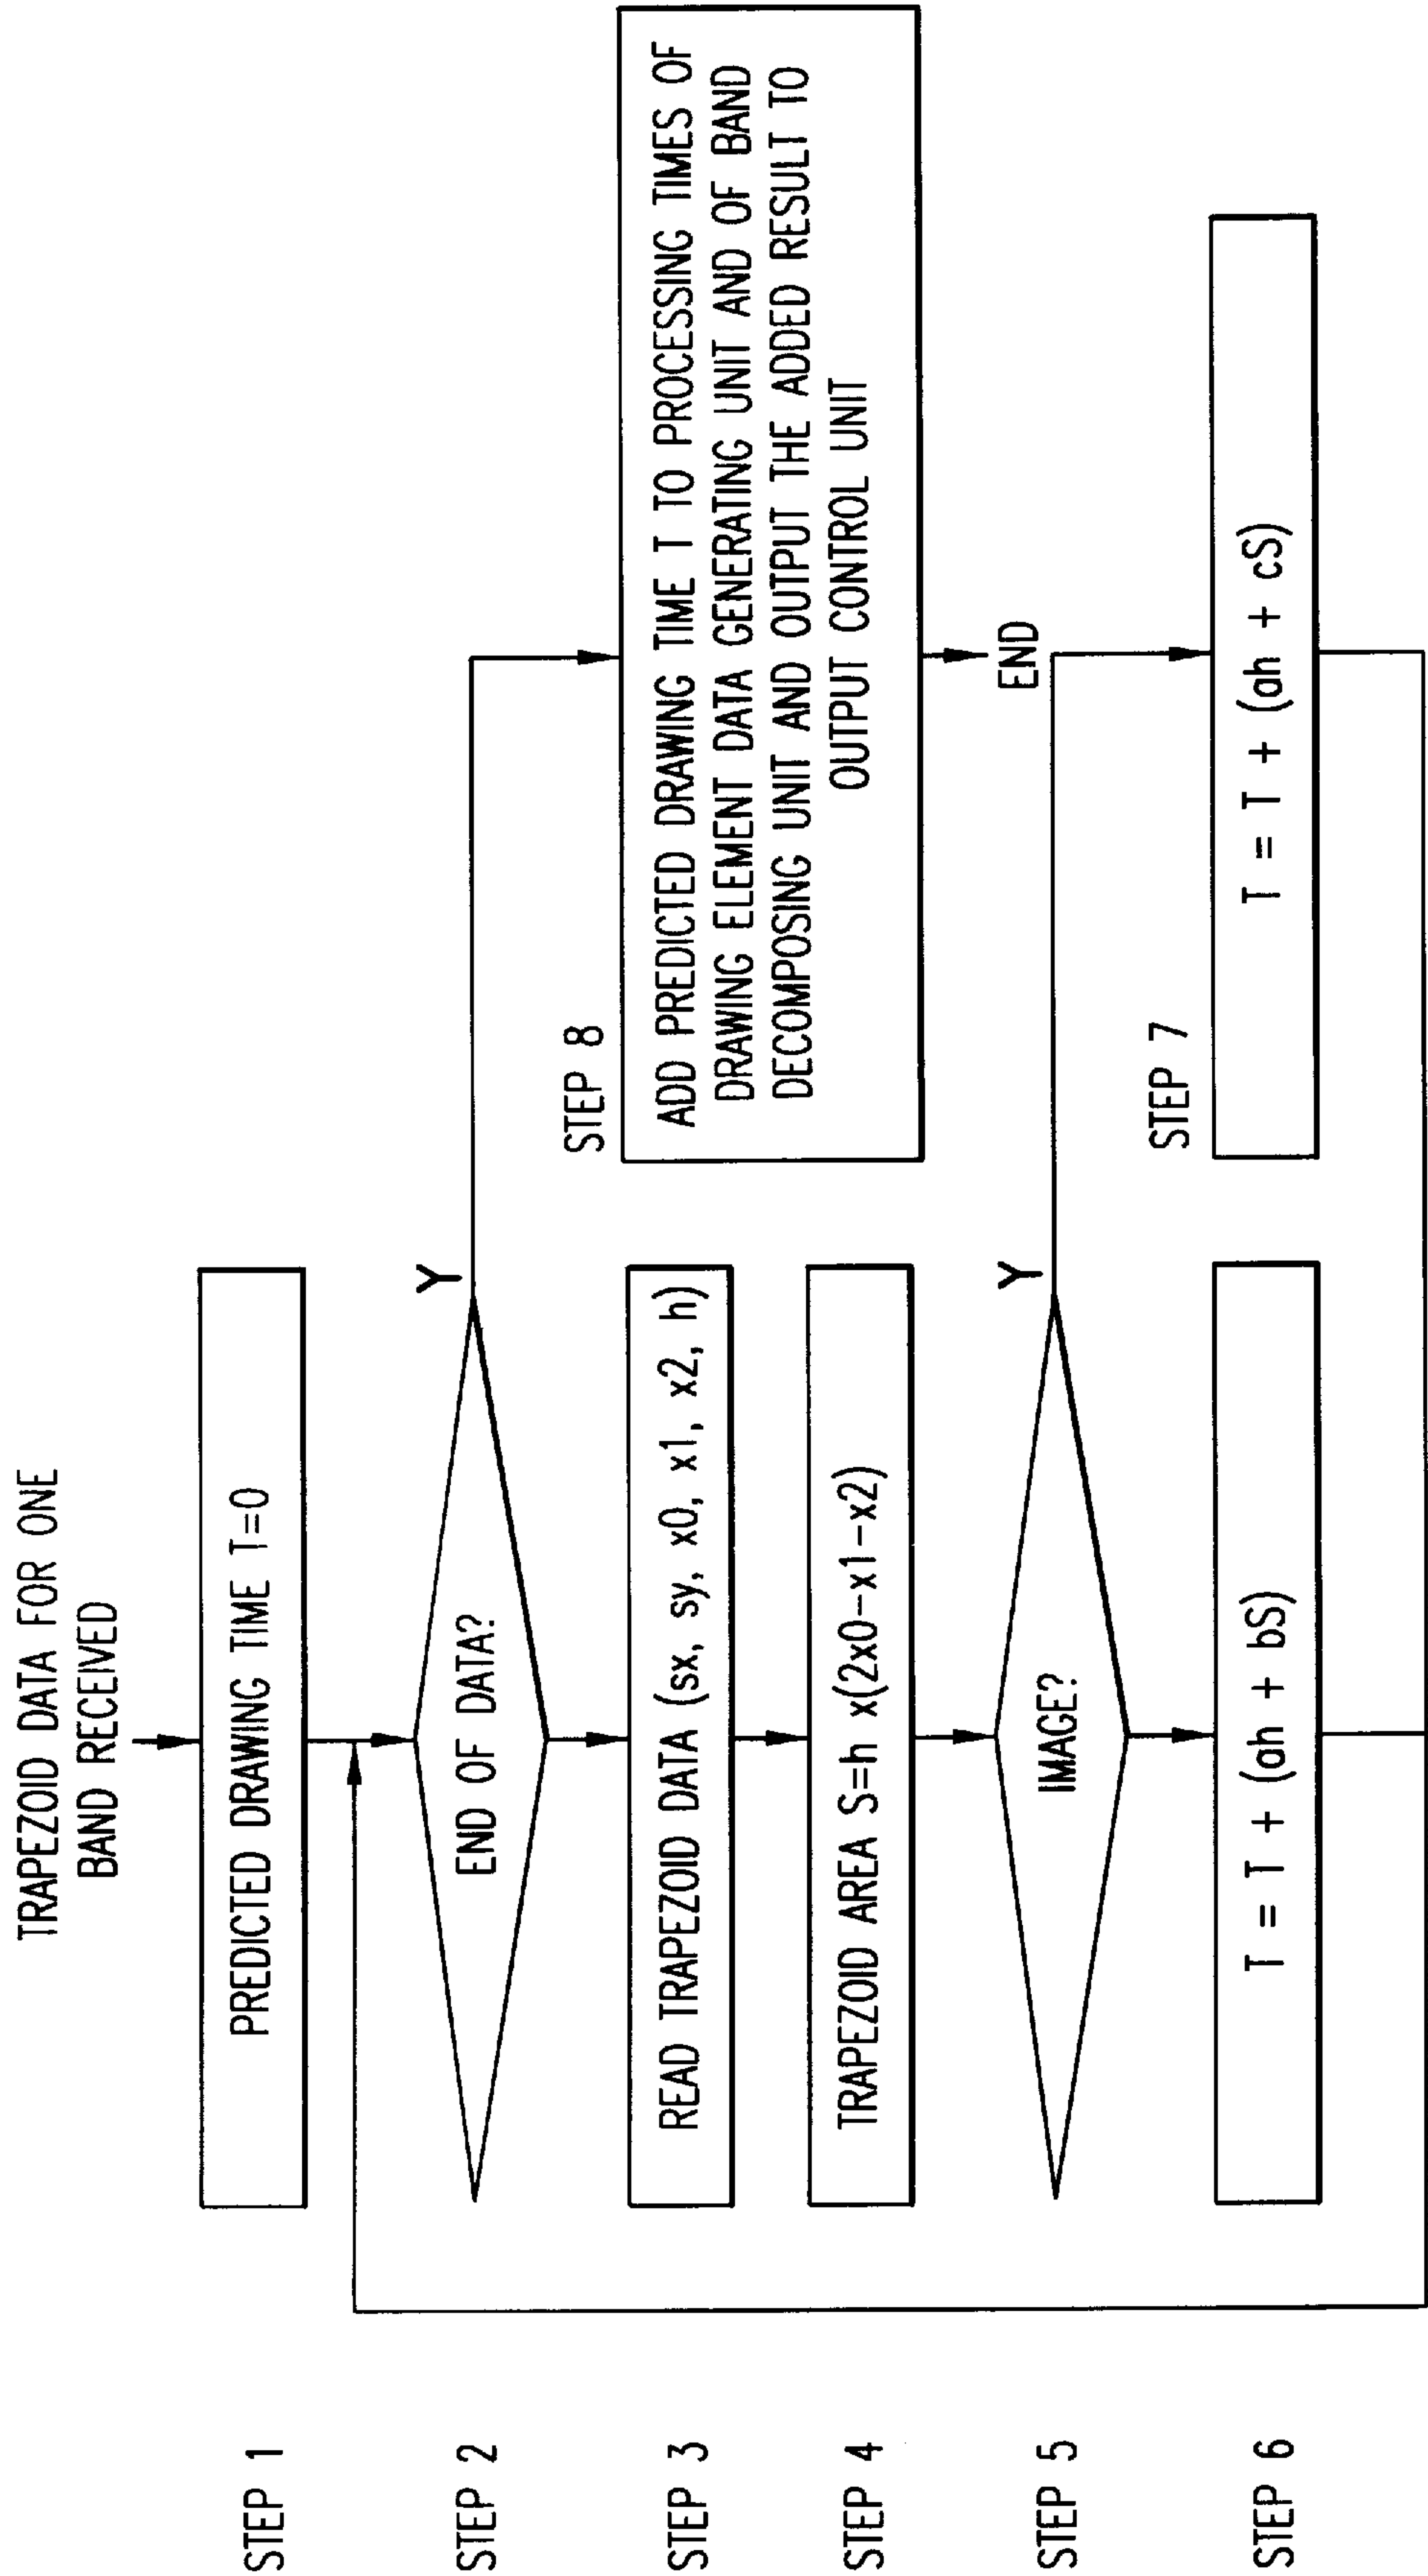 TRAPEZOID DATA FOR ONE
BAND RECEIVED
STEP 1
PREDICTED DRAWING TIME T=0
STEP 2
END OF DATA?
Y
STEP 8
ADD PREDICTED DRAWING TIME T TO PROCESSING TIMES OF
DRAWING ELEMENT DATA GENERATING UNIT AND OF BAND
DECOMPOSING UNIT AND OUTPUT THE ADDED RESULT TO
OUTPUT CONTROL UNIT
END
STEP 3
READ TRAPEZOID DATA (sx, sy, x0, x1, x2, h)
STEP 4
TRAPEZOID AREA S=h x(2x0-x1-x2)
STEP 5
IMAGE?
Y
STEP 6
T = T + (ah + bS)
STEP 7
T = T + (ah + cS)